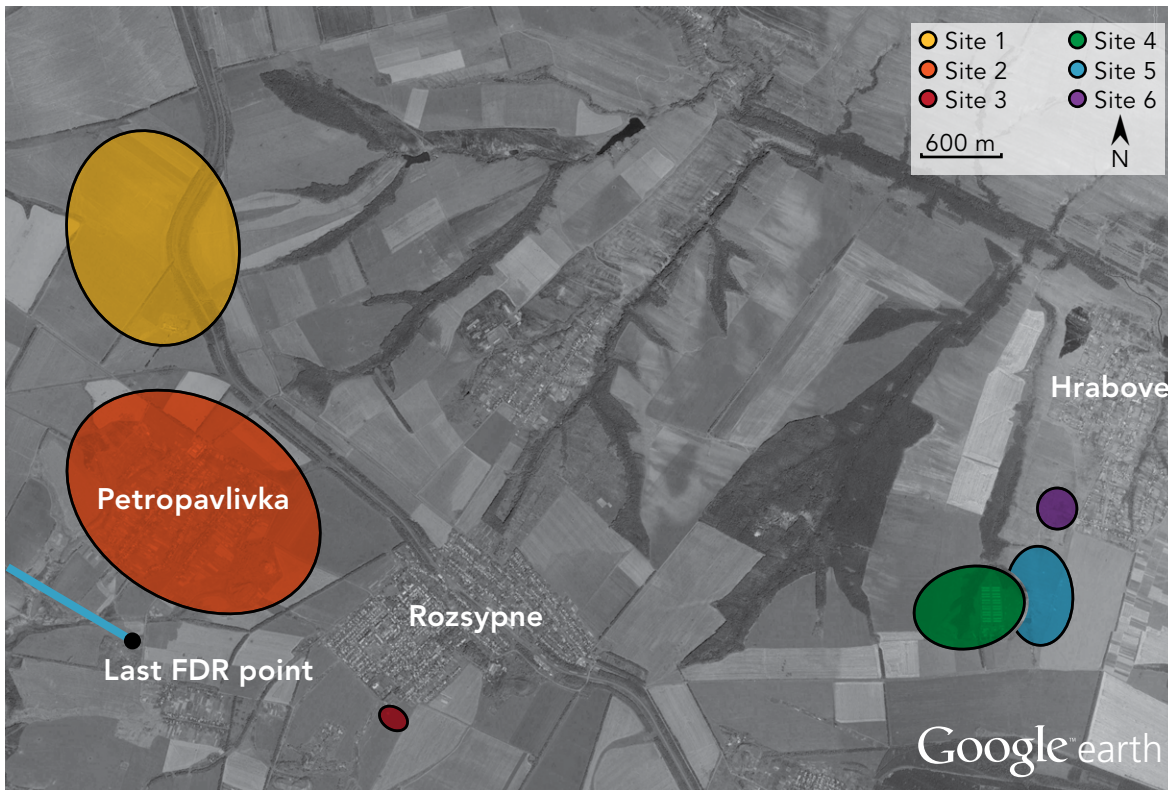 Site 1
Site 2
Site 3
Site 4
Site 5
Site 6
600 m
N
Hrabove
Petropavlivka
Rozsypne
Last FDR point
Google™ earth